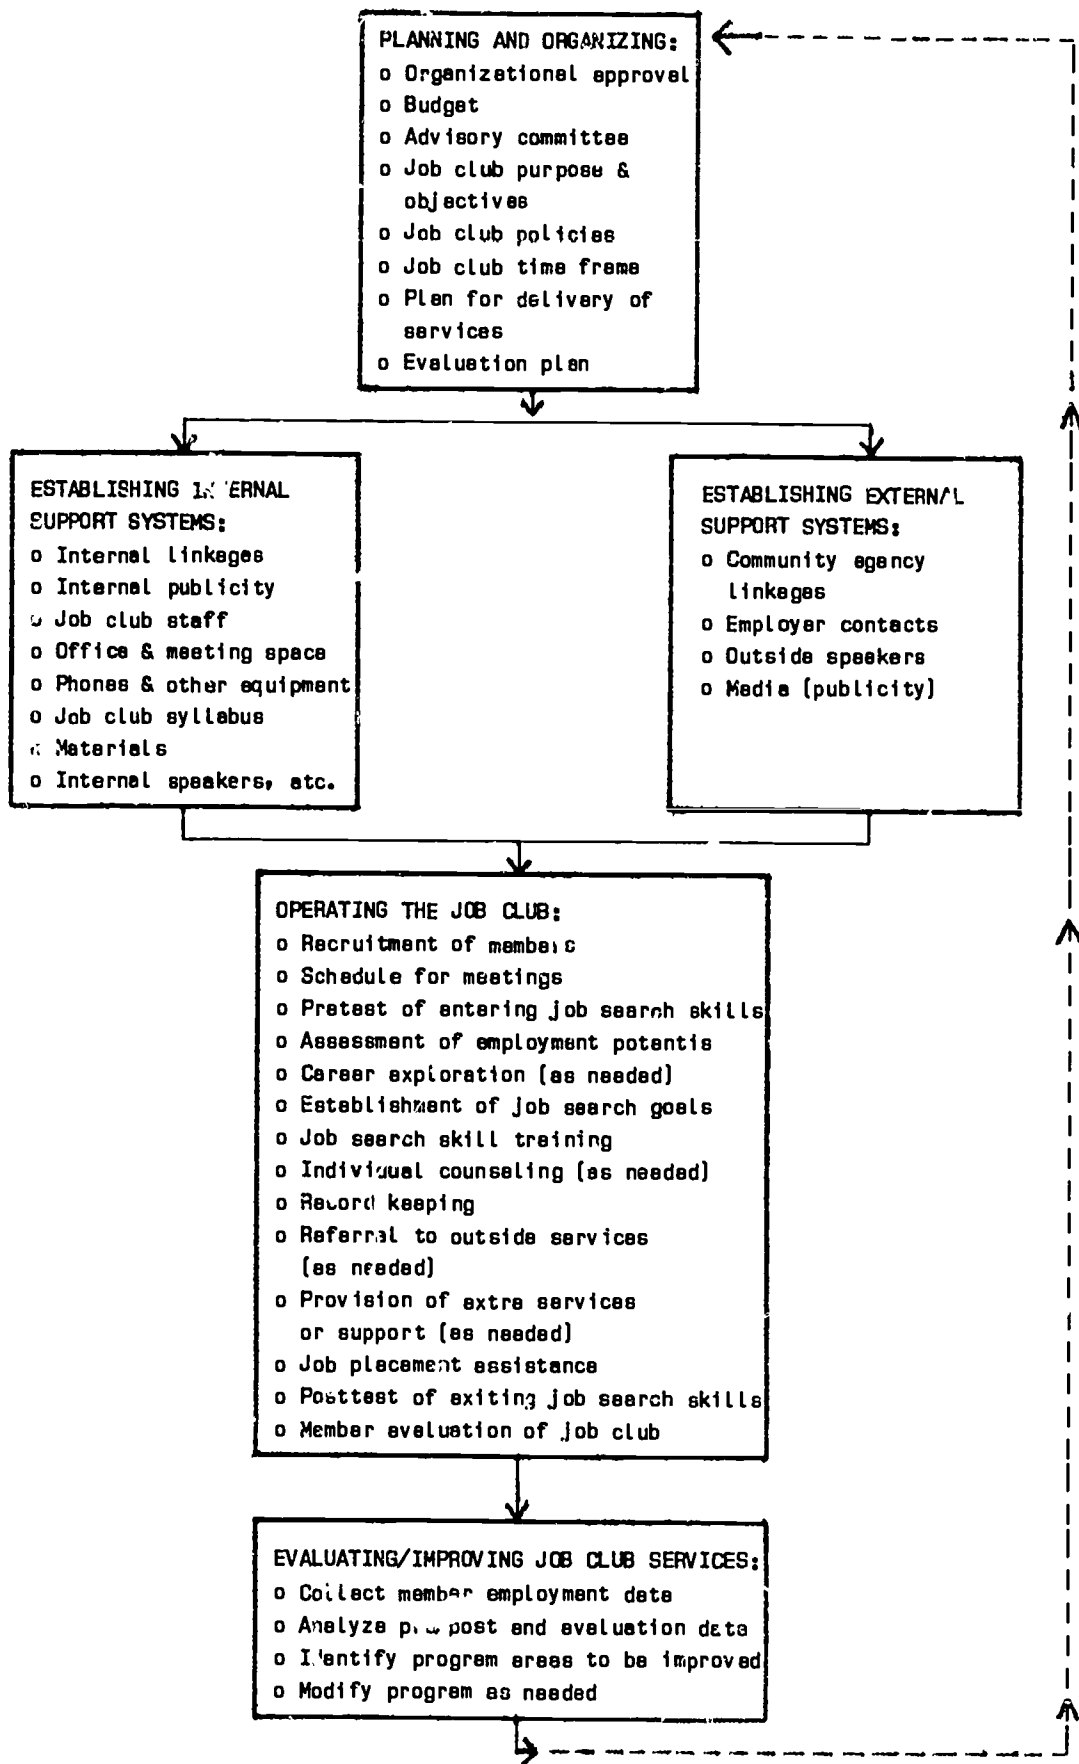 PLANNING AND ORGANIZING:
o Organizational approval
o Budget
o Advisory committee
o Job club purpose &
objectives
o Job club policies
o Job club time frame
o Plan for delivery of
services
o Evaluation plan
ESTABLISHING
SUPPORT SYSTEMS:
o Internal linkages
o Internal publicity
o Job club staff
o Office & meeting space
o Phones & other equipment
o Job club syllabus
o Materials
o Internal speakers, etc.
ESTABLISHING EXTERNAL
SUPPORT SYSTEMS:
o Community agency
linkages
o Employer contacts
o Outside speakers
o Media (publicity)
OPERATING THE JOB CLUB:
o Recruitment of members
o Schedule for meetings
o Pretest of entering job search skills
o Assessment of employment potentia
o Career exploration (as needed)
o Establishment of job search goals
o Job search skill training
o Individual counseling (as needed)
o Record keeping
o Referral to outside services
(as needed)
o Provision of extra services
or support (as needed)
o Job placement assistance
o Posttest of exiting job search skills
o Member evaluation of job club
EVALUATING/IMPROVING JOB CLUB SERVICES:
o Collect member employment data
o Analyze post and evaluation data
o Identify program areas to be improved
o Modify program as needed